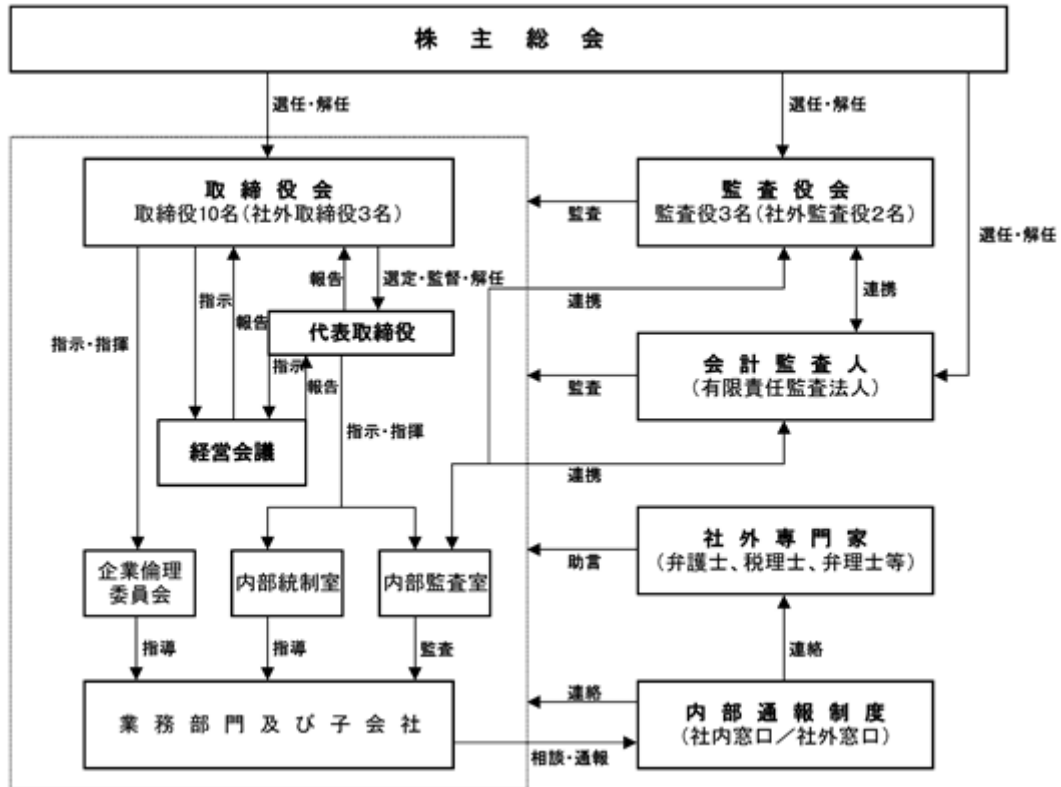 株主総会
選任・解任
選任・解任
取締役会
取締役10名(社外取締役3名)
監査
監査役会
監査役3名(社外監査役2名)
選任・解任
報告
選定・監督・解任
連携
連携
指示
報告
指示・指揮
代表取締役
指示
報告
会計監査人
(有限責任監査法人)
監査
指示・指揮
経営会議
連携
社外専門家
(弁護士、税理士、弁理士等)
助言
企業倫理
委員会
内部統制室
内部監査室
指導
指導
監査
連絡
業務部門及び子会社
連絡
内部通報制度
(社内窓口/社外窓口)
相談・通報